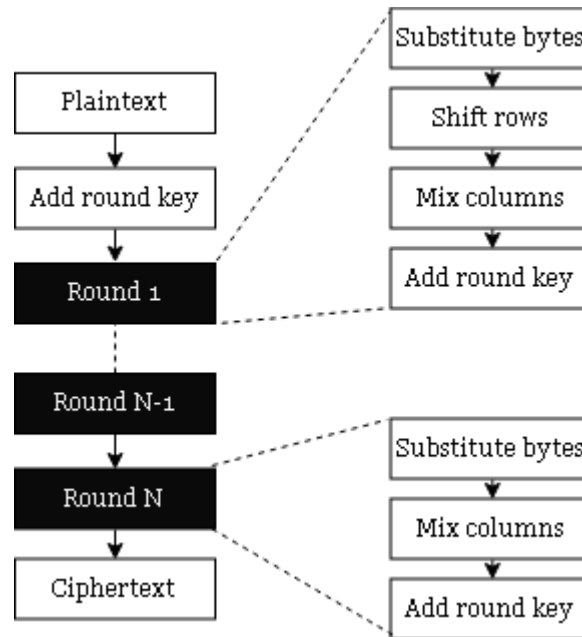 Plaintext
Add round key
Round 1
Round N-1
Round N
Ciphertext
Substitute bytes
Shift rows
Mix columns
Add round key
Substitute bytes
Mix columns
Add round key